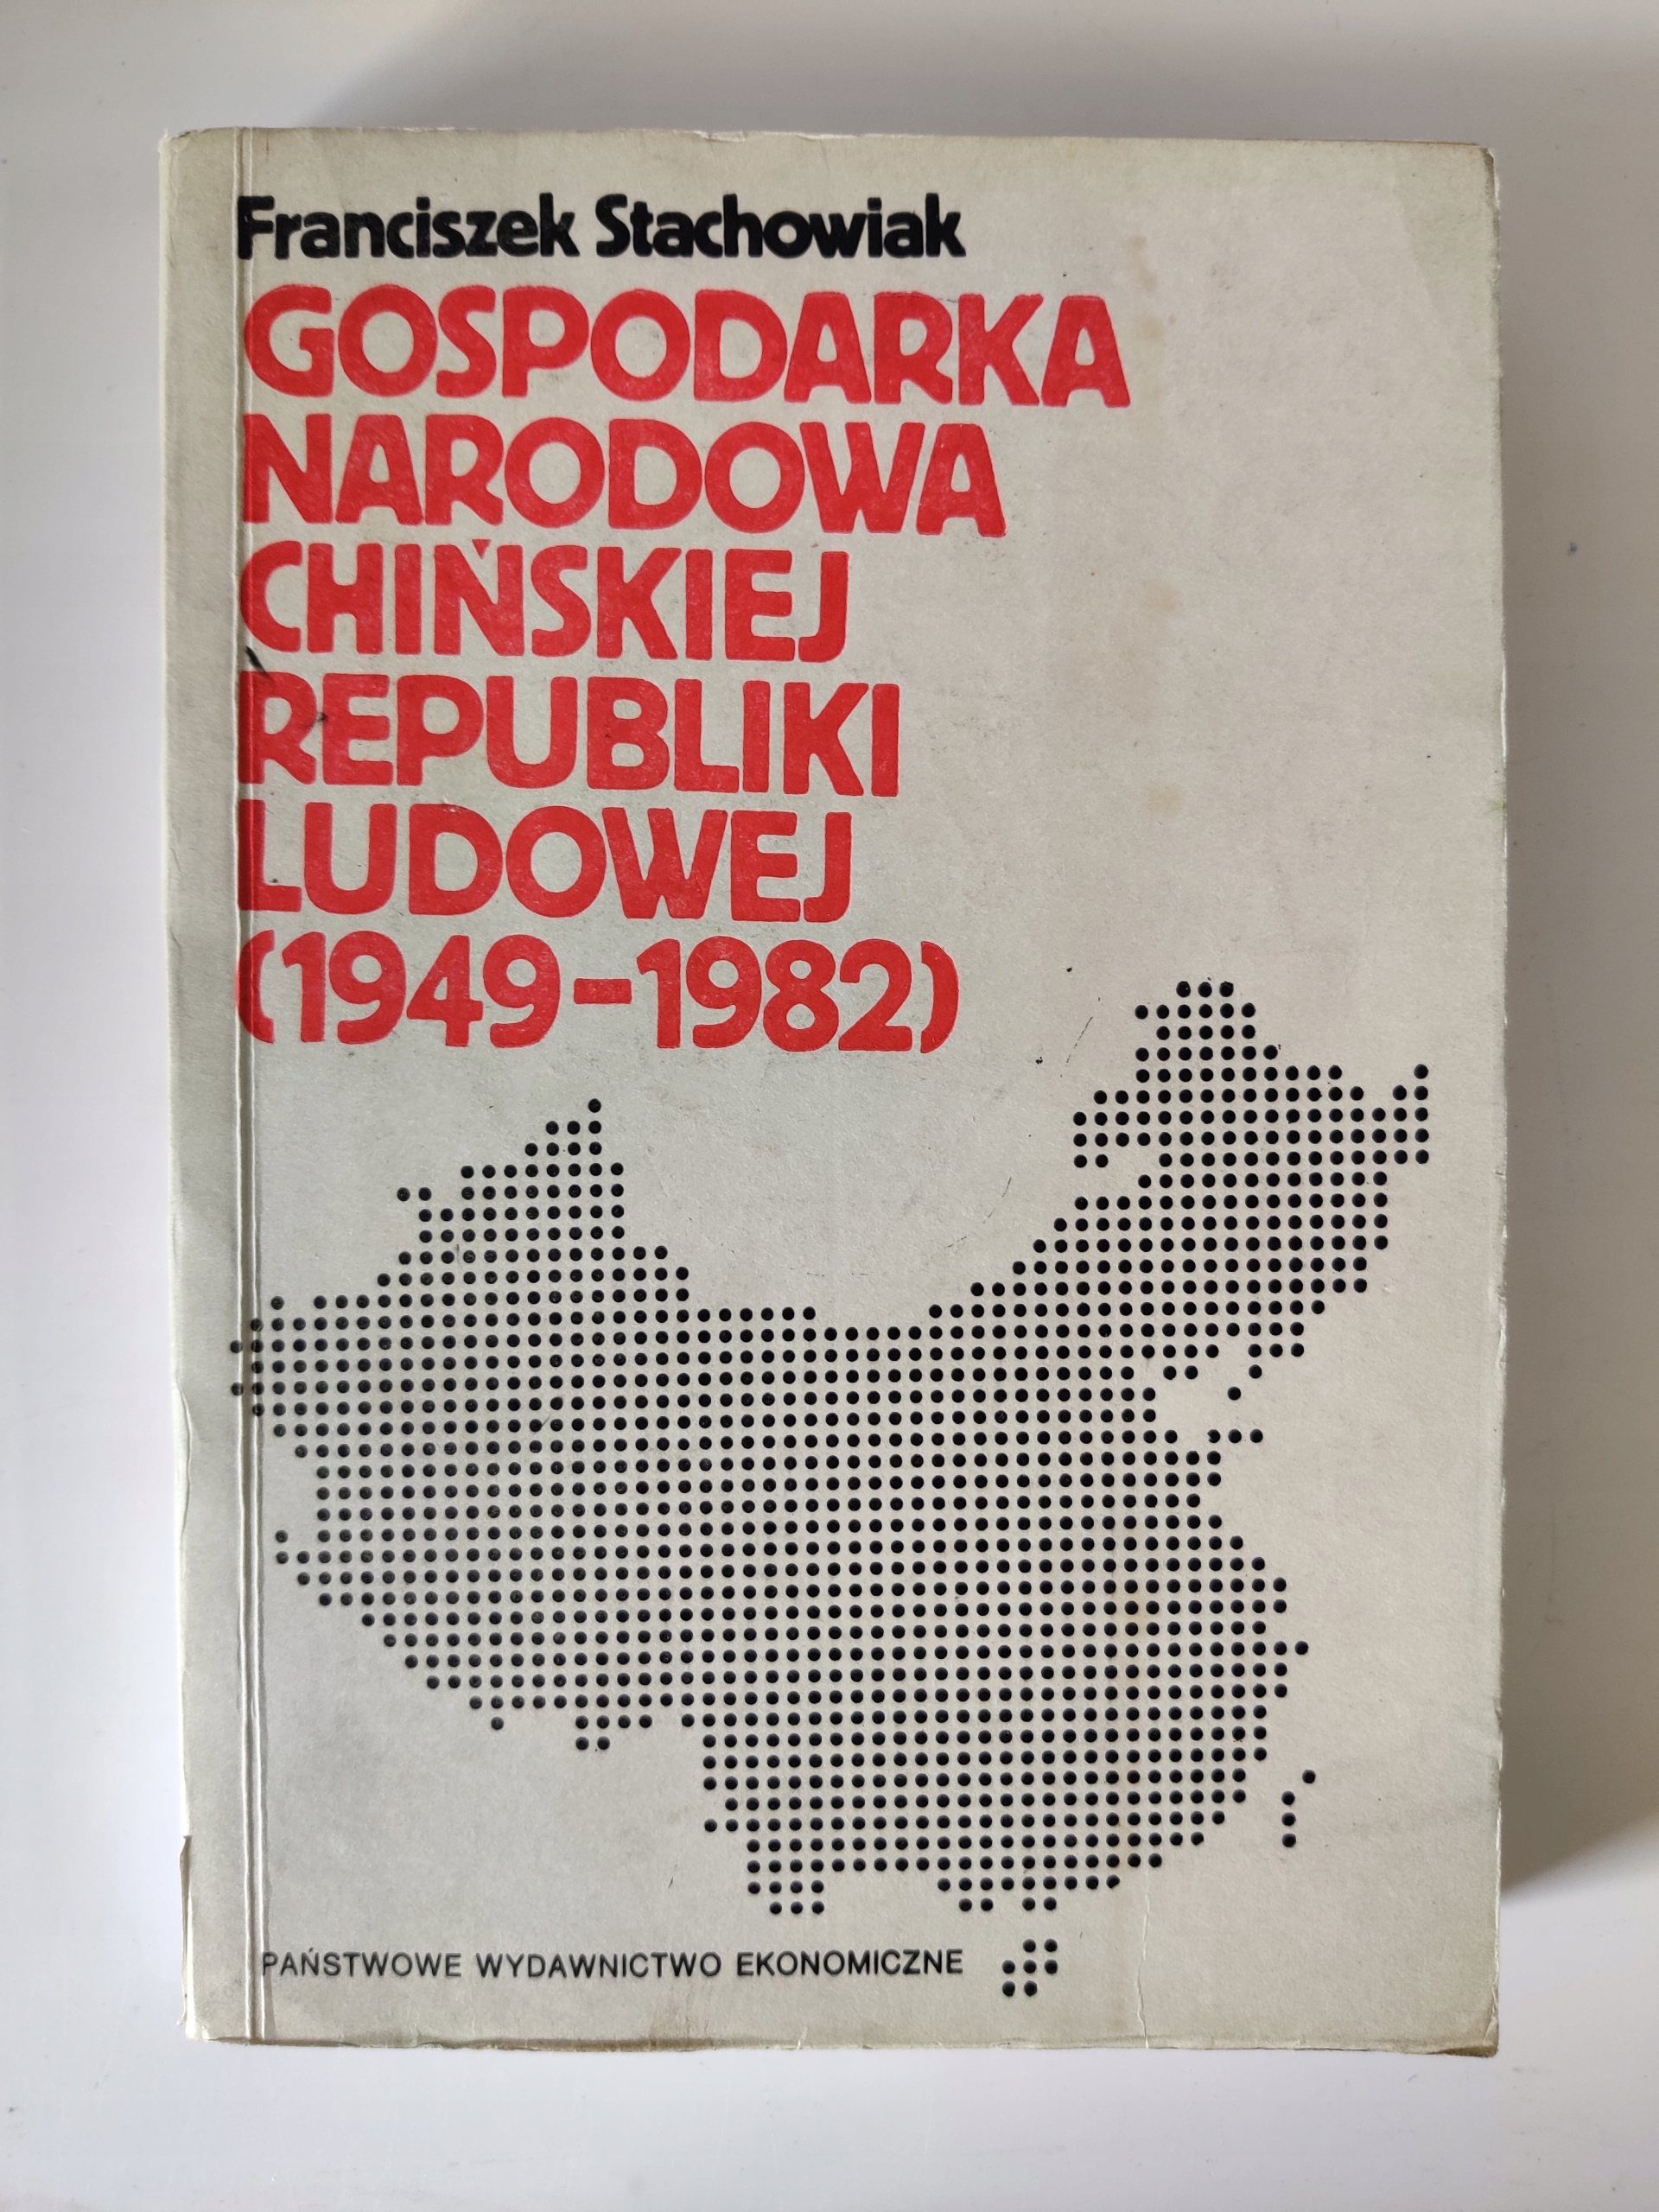 Franciszek Stachowiak
GOSPODARKA
NARODOWA
CHIŃSKIEJ
REPUBLIKI
LUDOWEJ
(1949-1982)
PAŃSTWOWE WYDAWNICTWO EKONOMICZNE